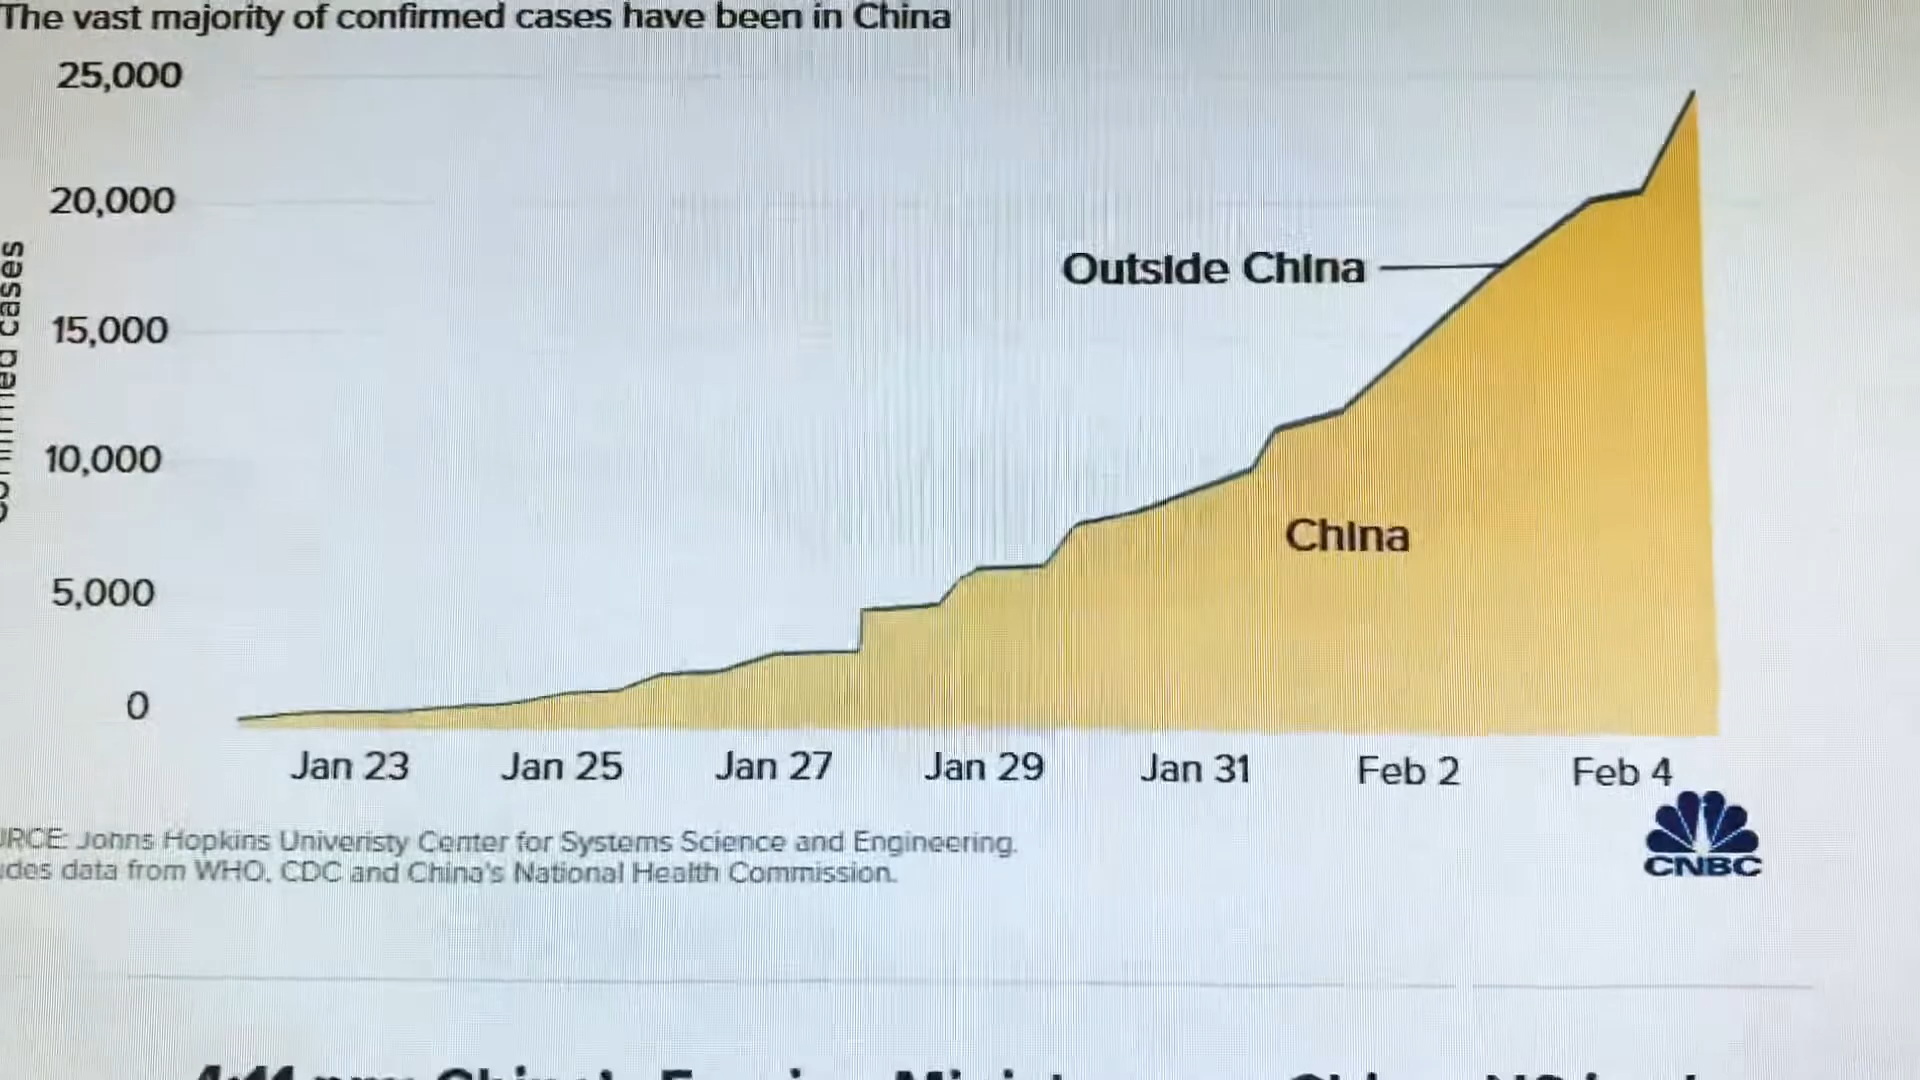 The vast majority of confirmed cases have been in China
25,000
20,000
15,000
10,000
5,000
0
cases
Outside China
China
Jan 23
Jan 25
Jan 27
Jan 29
Jan 31
Feb 2
Feb 4
URCE: Johns Hopkins Univeristy Center for Systems Science and Engineering.
udes data from WHO, CDC and China's National Health Commission.
CNBC